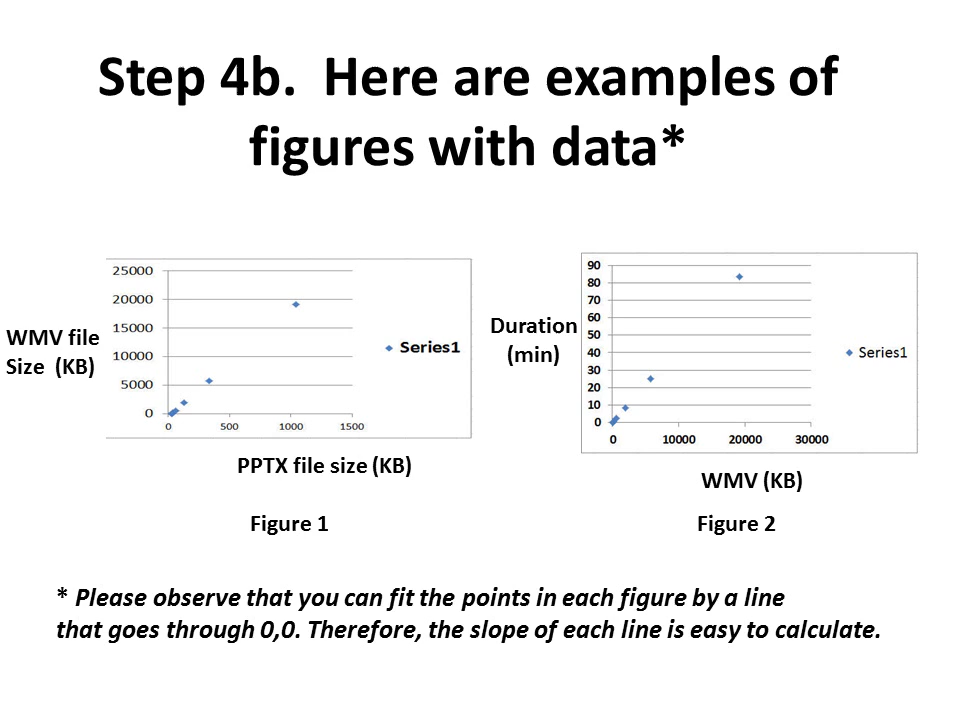 Step 4b.  Here are examples of
figures with data*
WMV file
Size  (KB)
25000
20000
15000
10000
5000
0
0 500 1000 1500
Series1
PPTX file size (KB)
Figure 1
Duration
(min)
90
80
70
60
50
40
30
20
10
0
0 10000 20000 30000
Series1
WMV (KB)
Figure 2
* Please observe that you can fit the points in each figure by a line
that goes through 0,0. Therefore, the slope of each line is easy to calculate.